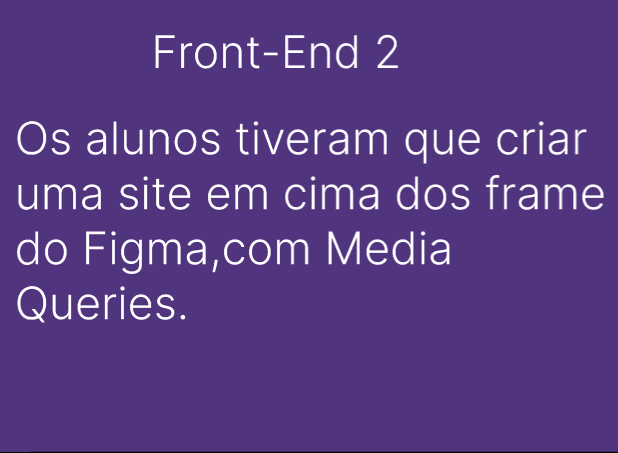 Front-End 2
Os alunos tiveram que criar
uma site em cima dos frame
do Figma,com Media
Queries.